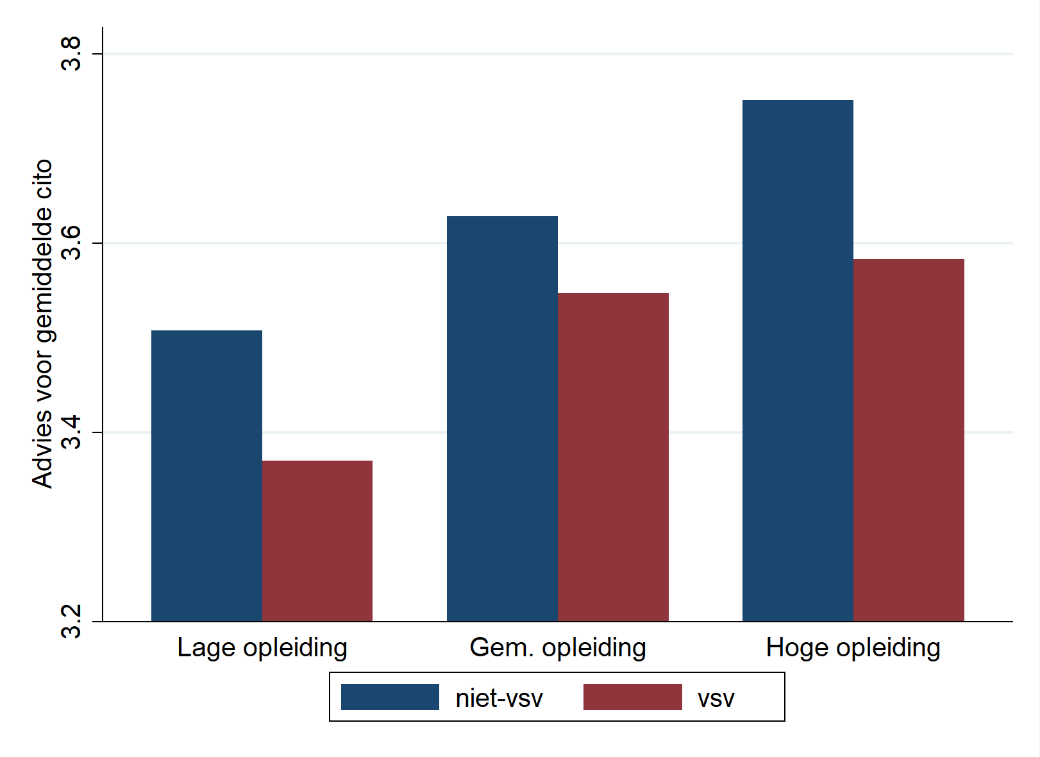 Advies voor gemiddelde cito
3.8
3.6
3.4
3.2
Lage opleiding Gem. opleiding Hoge opleiding
niet-vsv vsv